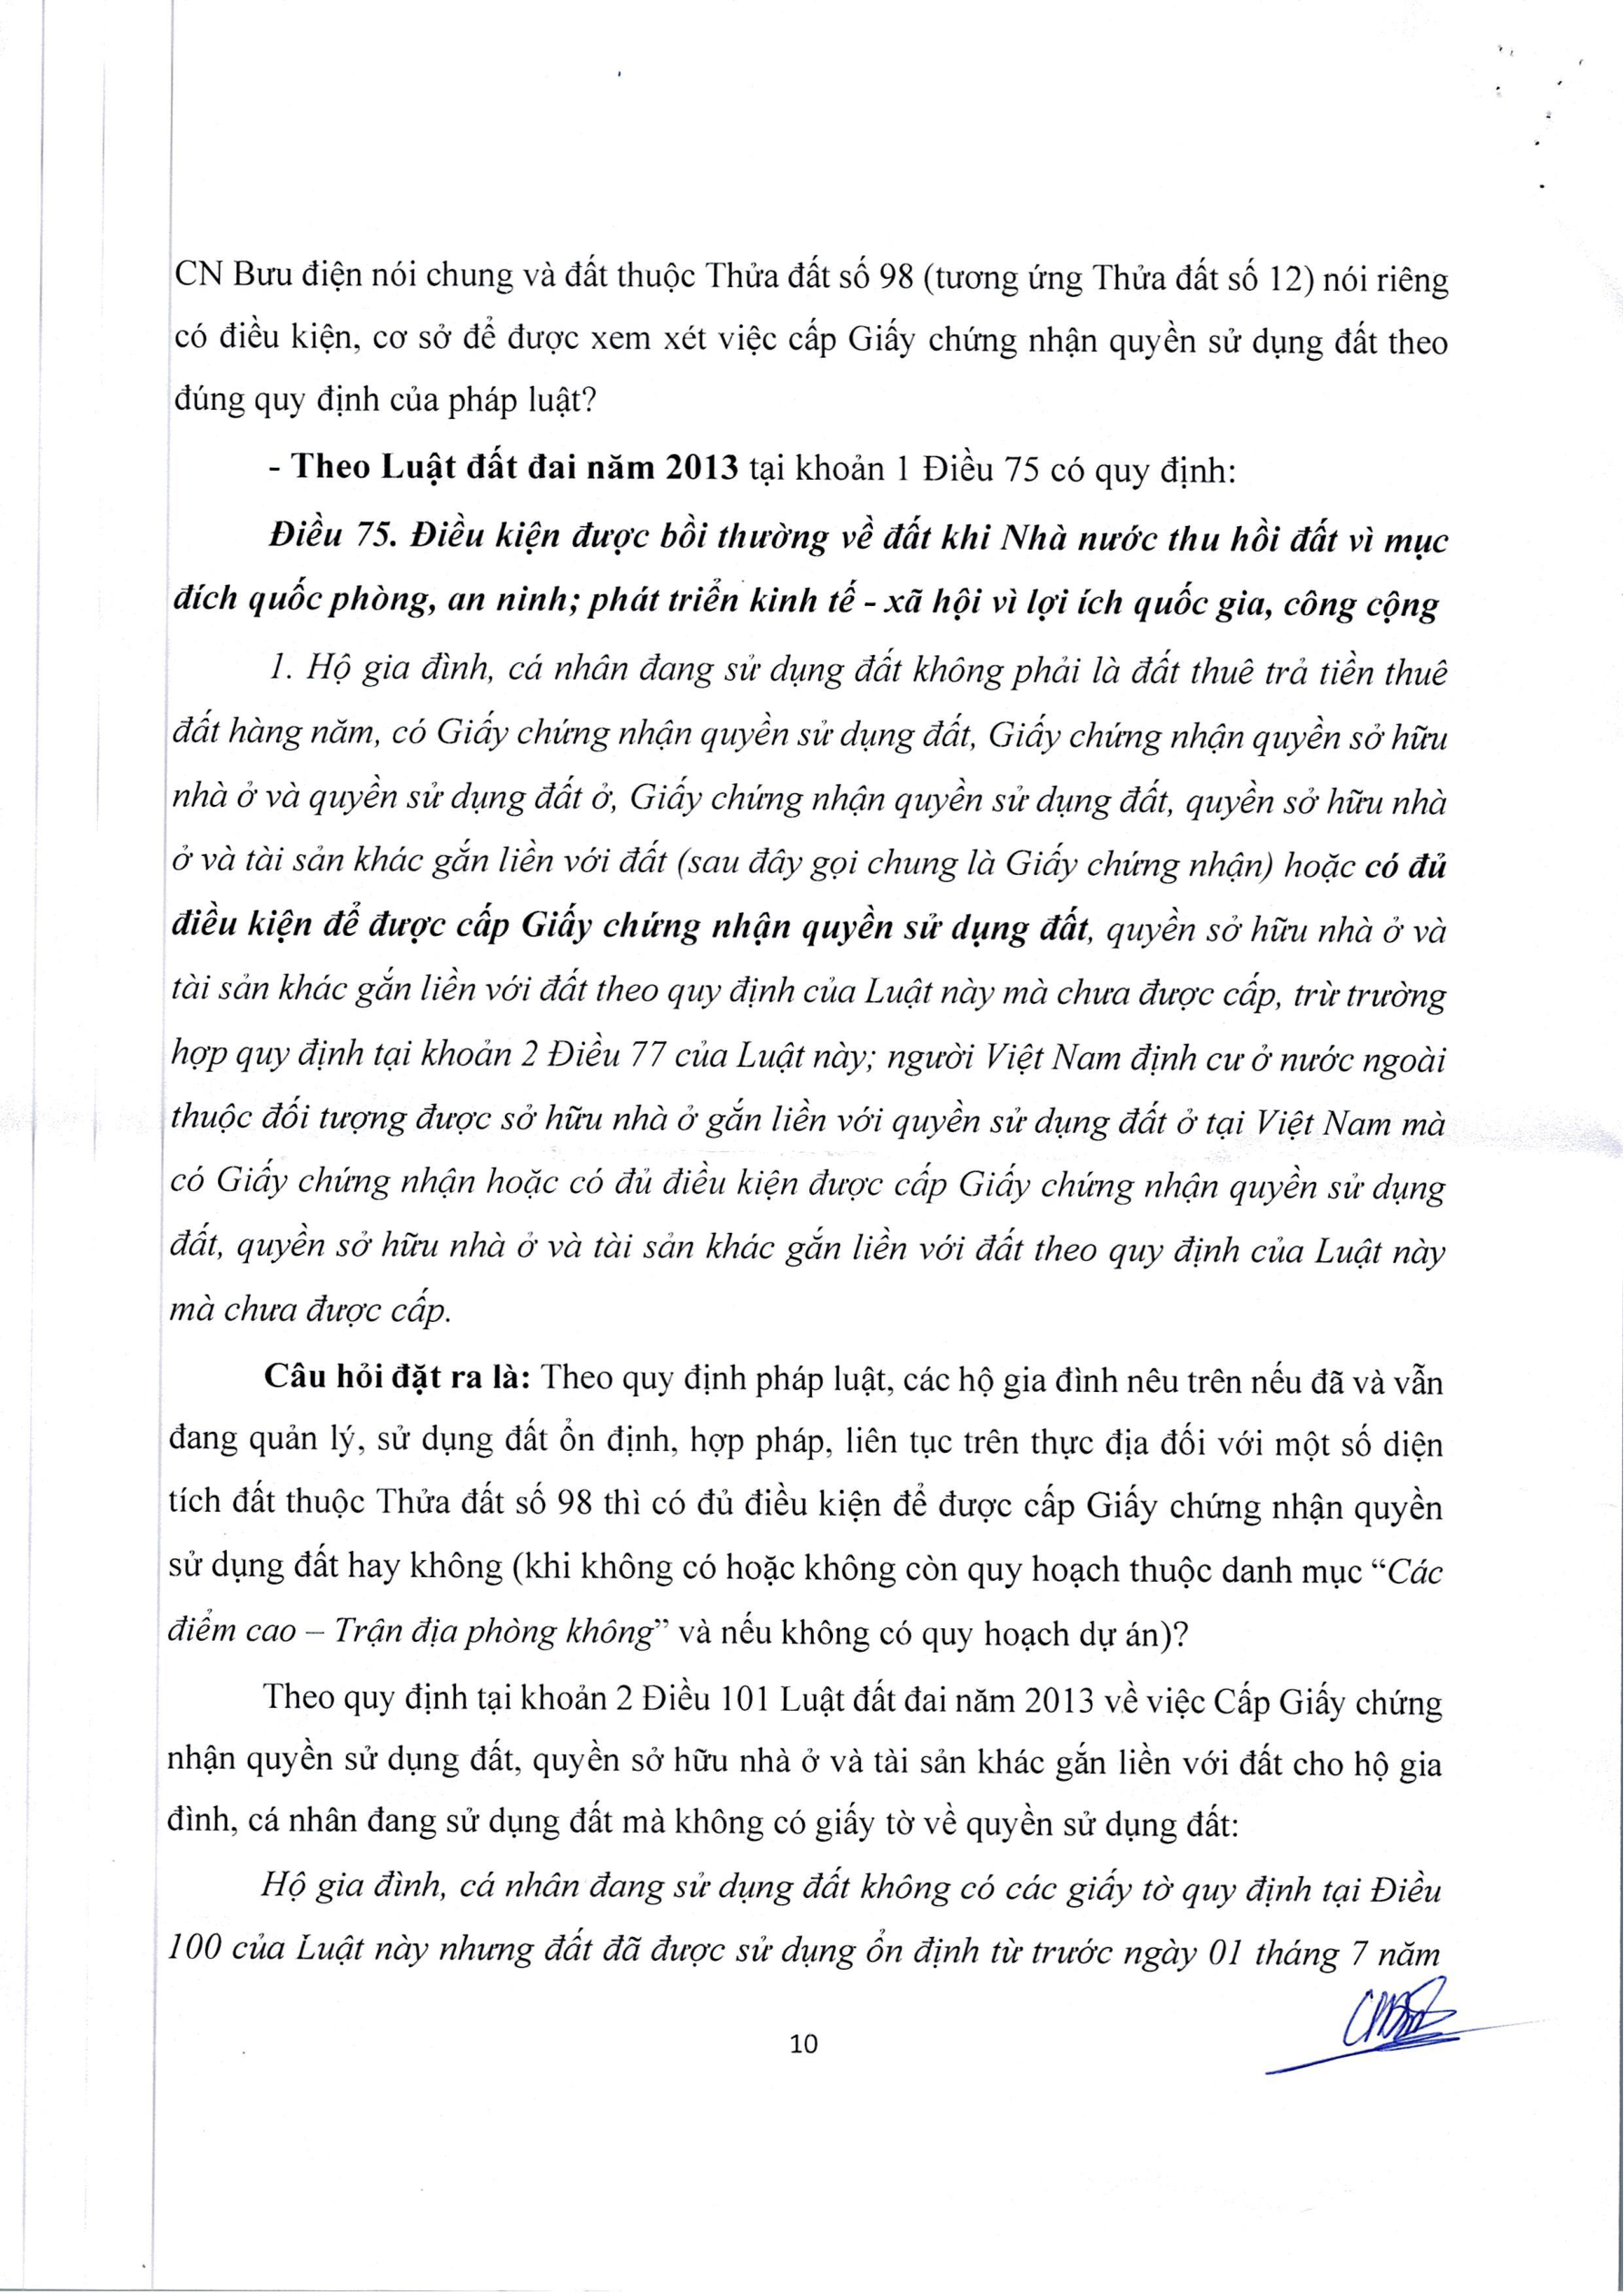 CN Bưu điện nói chung và đất thuộc Thửa đất số 98 (tương ứng Thửa đất số 12) nói riêng
có điều kiện, cơ sở để được xem xét việc cấp Giấy chứng nhận quyền sử dụng đất theo
đúng quy định của pháp luật?
- Theo Luật đất đai năm 2013 tại khoản 1 Điều 75 có quy định:
Điều 75. Điều kiện được bồi thường về đất khi Nhà nước thu hồi đất vì mục
đích quốc phòng, an ninh; phát triển kinh tế - xã hội vì lợi ích quốc gia, công cộng
1. Hộ gia đình, cá nhân đang sử dụng đất không phải là đất thuê trả tiền thuê
đất hàng năm, có Giấy chứng nhận quyền sử dụng đất, Giấy chứng nhận quyền sở hữu
nhà ở và quyền sử dụng đất ở, Giấy chứng nhận quyền sử dụng đất, quyền sở hữu nhà
ở và tài sản khác gắn liền với đất (sau đây gọi chung là Giấy chứng nhận) hoặc có đủ
điều kiện để được cấp Giấy chứng nhận quyền sử dụng đất, quyền sở hữu nhà ở và
tài sản khác gắn liền với đất theo quy định của Luật này mà chưa được cấp, trừ trường
hợp quy định tại khoản 2 Điều 77 của Luật này; người Việt Nam định cư ở nước ngoài
thuộc đối tượng được sở hữu nhà ở gắn liền với quyền sử dụng đất ở tại Việt Nam mà
có Giấy chứng nhận hoặc có đủ điều kiện được cấp Giấy chứng nhận quyền sử dụng
đất, quyền sở hữu nhà ở và tài sản khác gắn liền với đất theo quy định của Luật này
mà chưa được cấp.
Câu hỏi đặt ra là: Theo quy định pháp luật, các hộ gia đình nêu trên nếu đã và vẫn
đang quản lý, sử dụng đất ổn định, hợp pháp, liên tục trên thực địa đối với một số diện
tích đất thuộc Thửa đất số 98 thì có đủ điều kiện để được cấp Giấy chứng nhận quyền
sử dụng đất hay không (khi không có hoặc không còn quy hoạch thuộc danh mục “Các
điểm cao – Trận địa phòng không” và nếu không có quy hoạch dự án)?
Theo quy định tại khoản 2 Điều 101 Luật đất đai năm 2013 về việc Cấp Giấy chứng
nhận quyền sử dụng đất, quyền sở hữu nhà ở và tài sản khác gắn liền với đất cho hộ gia
đình, cá nhân đang sử dụng đất mà không có giấy tờ về quyền sử dụng đất:
Hộ gia đình, cá nhân đang sử dụng đất không có các giấy tờ quy định tại Điều
100 của Luật này nhưng đất đã được sử dụng ổn định từ trước ngày 01 tháng 7 năm
10